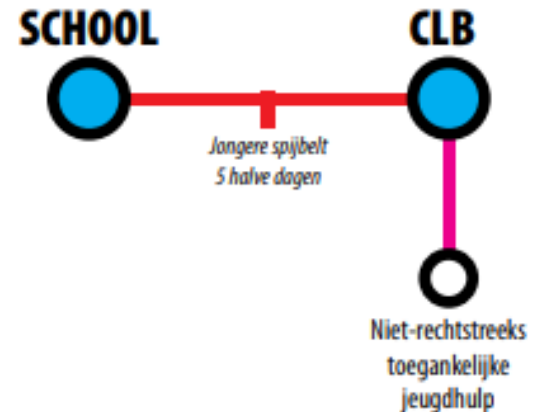 SCHOOL
CLB
Jongere spijbelt
5 halve dagen
Niet-rechtstreeks
toegankelijke
jeugdhulp